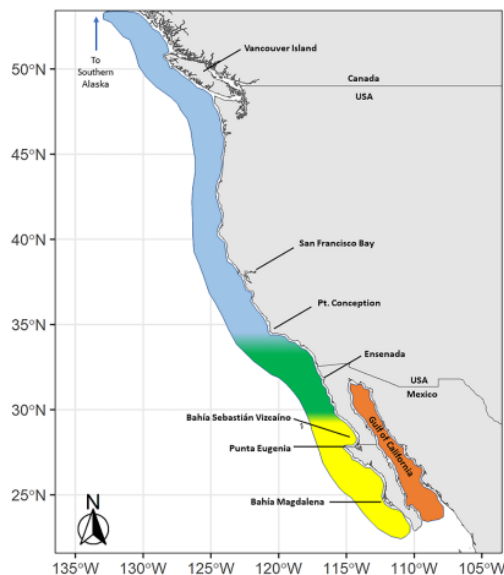 To
Southern
Alaska
Vancouver Island
50°N
Canada
USA
45°N
40°N
San Francisco Bay
Pt. Conception
35°N
Ensenada
USA
Mexico
30°N
Bahía Sebastián Vizcaíno
Gulf of California
Punta Eugenia
25°N
Bahía Magdalena
N
135°W
130°W
125°W
120°W
115°W
110°W
105°W